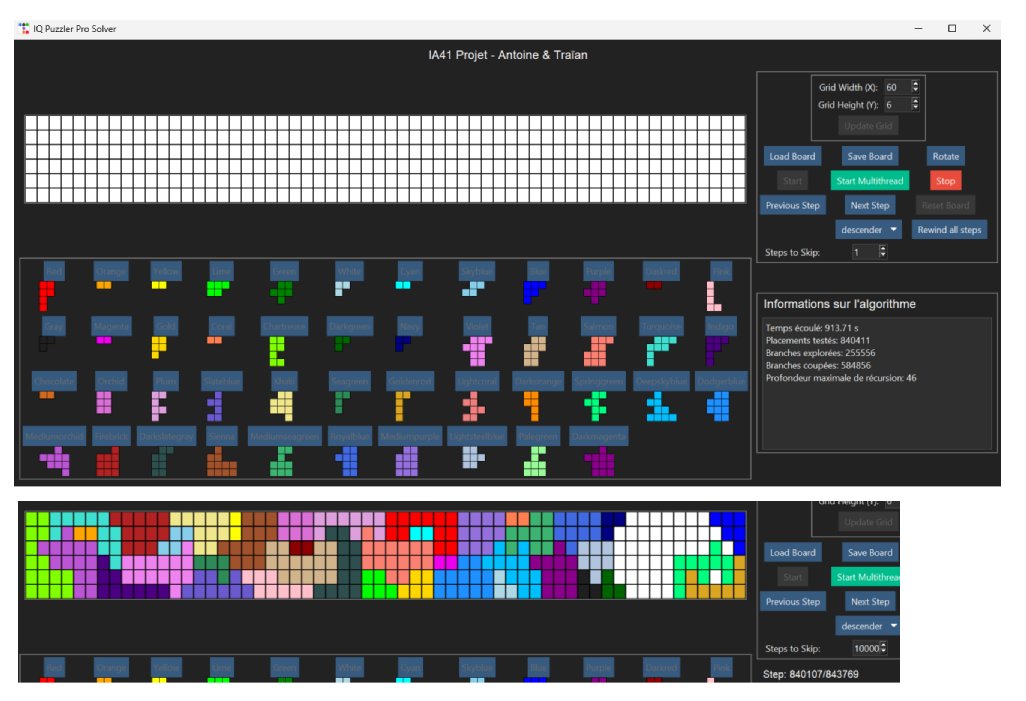 IQ Puzzler Pro Solver
IA41 Projet - Antoine & Traïan
Grid Width (X): 60
Grid Height (Y): 6
Update Grid
Load Board Save Board Rotate
Start Start Multithread Stop
Previous Step Next Step Reset Board
descender Rewind all steps
Steps to Skip: 1
Red Orange Yellow Lime Green White Cyan Skyblue Blue Purple Darkred Pink
Gray Magenta Gold Coral Chartreuse Darkgreen Navy Violet Tan Salmon Turquoise Indigo
Chocolate Orchid Plum Slateblue Khaki Seagreen Goldenrod Lightcoral Darkorange Springgreen Deepskyblue Dodgerblue
Mediumorchid Firebrick Darkslategray Sienna Mediumseagreen Royalblue Mediumpurple Lightsteelblue Palegreen Darkmagenta
Informations sur l'algorithme
Temps écoulé: 913.71 s
Placements testés: 840411
Branches explorées: 255556
Branches coupées: 584856
Profondeur maximale de récursion: 46
Grid Height (Y): 6
Update Grid
Load Board Save Board
Start Start Multithrea
Previous Step Next Step
descender
Steps to Skip: 10000
Step: 840107/843769
Red Orange Yellow Lime Green White Cyan Skyblue Blue Purple Darkred Pink